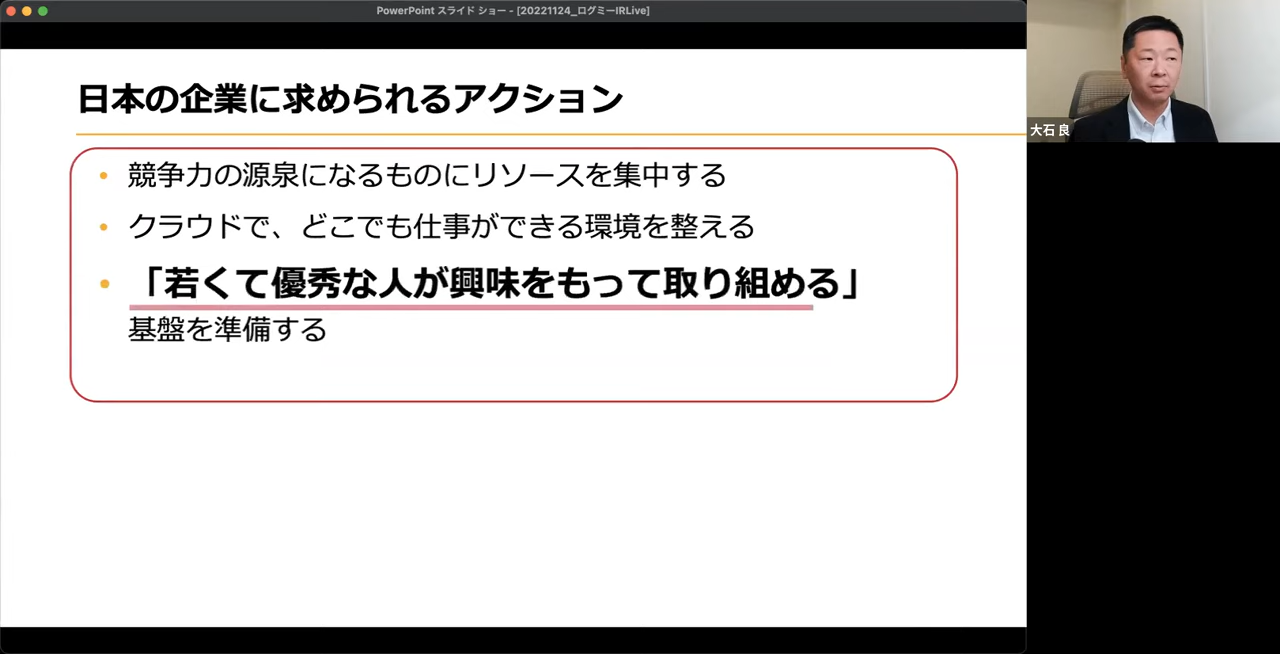 PowerPoint スライド ショー - [20221124_ログミーIRLive]
日本の企業に求められるアクション
• 競争力の源泉になるものにリソースを集中する
• クラウドで、どこでも仕事ができる環境を整える
• 「若くて優秀な人が興味をもって取り組める」
基盤を準備する
大石 良